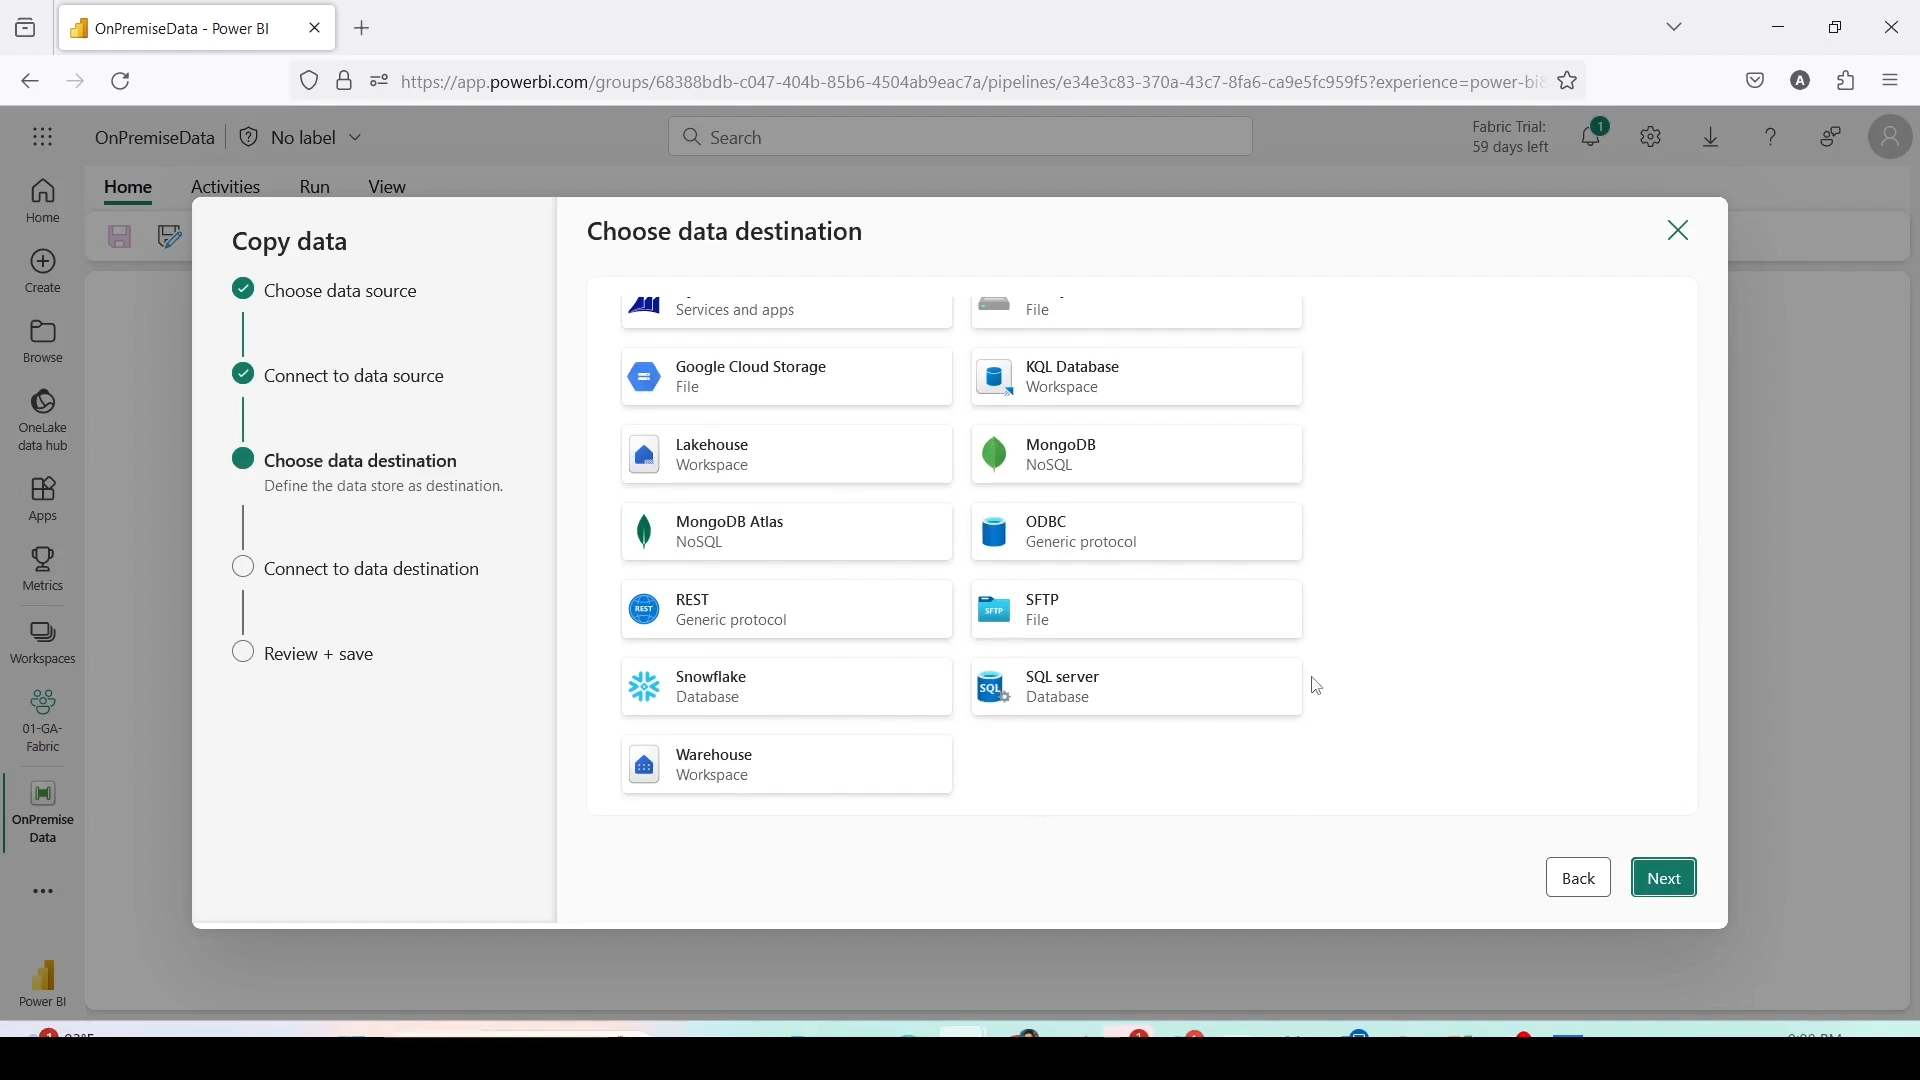 OnPremiseData - Power BI
https://app.powerbi.com/groups/68388bdb-c047-404b-85b6-4504ab9eac7a/pipelines/e34e3c83-370a-43c7-8fa6-ca9e5fc959f5?experience=power-bi
A
OnPremiseData
No label
Search
Fabric Trial:
59 days left
1
?
Home
Activities
Run
View
Home
Create
Browse
OneLake
data hub
Apps
Metrics
Workspaces
01-GA-
Fabric
OnPremise
Data
Power BI
Copy data
Choose data source
Connect to data source
Choose data destination
Define the data store as destination.
Connect to data destination
Review + save
Choose data destination
Services and apps
File
Google Cloud Storage
File
KQL Database
Workspace
Lakehouse
Workspace
MongoDB
NoSQL
MongoDB Atlas
NoSQL
ODBC
Generic protocol
REST
REST
Generic protocol
SFTP
SFTP
File
Snowflake
Database
SQL
SQL server
Database
Warehouse
Workspace
Back
Next